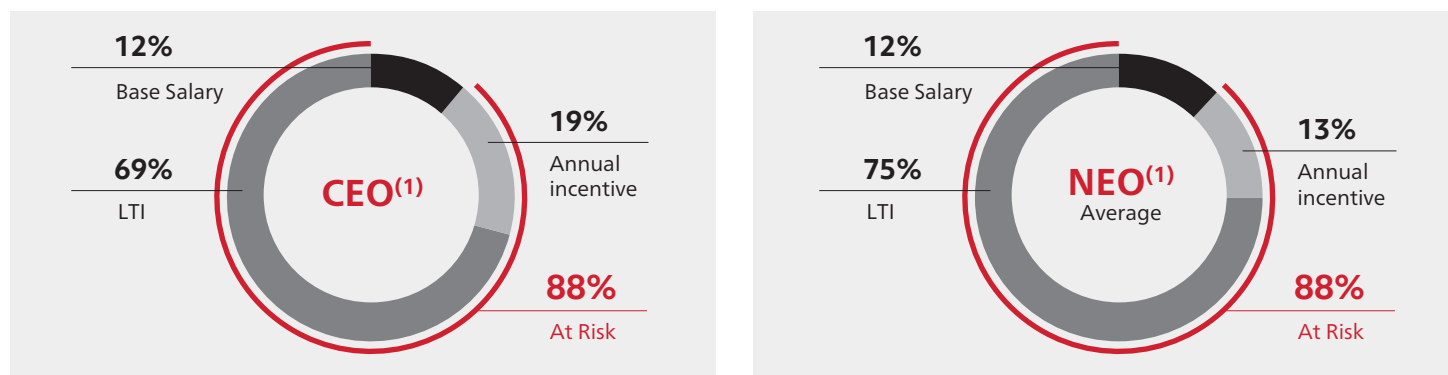 12%
Base Salary
19%
Annual
incentive
69%
LTI
CEO(1)
88%
At Risk
12%
Base Salary
13%
Annual
incentive
75%
LTI
NEO(1)
Average
88%
At Risk